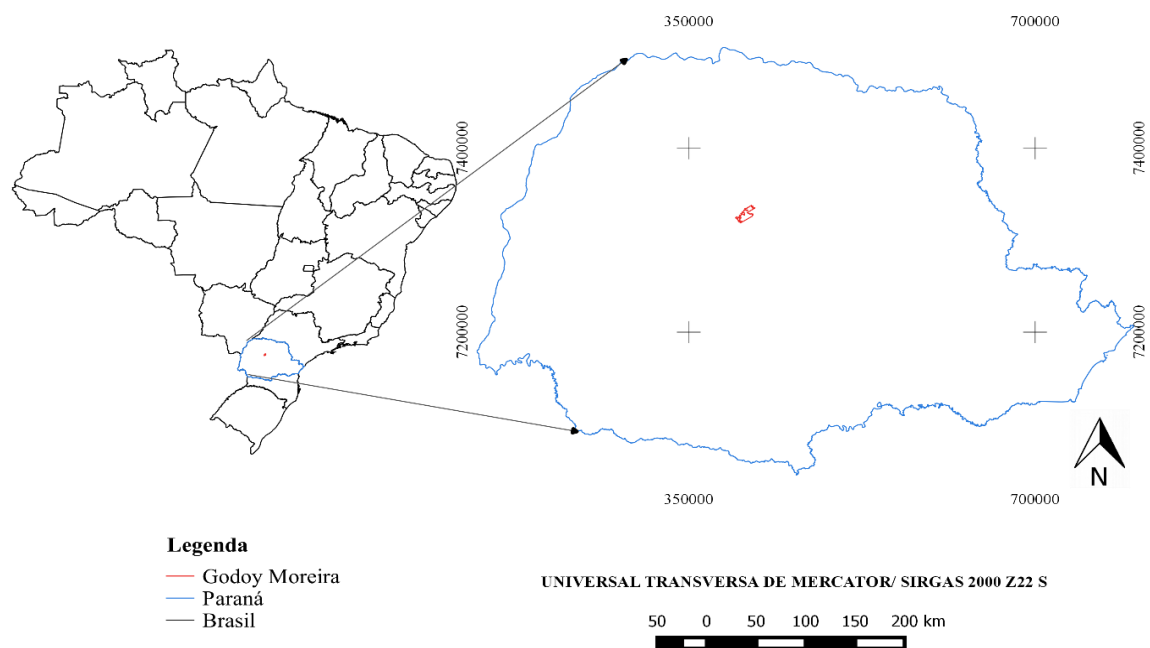 350000
700000
7400000
7400000
7200000
7200000
350000
700000
N
Legenda
Godoy Moreira
Paraná
Brasil
UNIVERSAL TRANSVERSA DE MERCATOR/ SIRGAS 2000 Z22 S
50 0 50 100 150 200 km